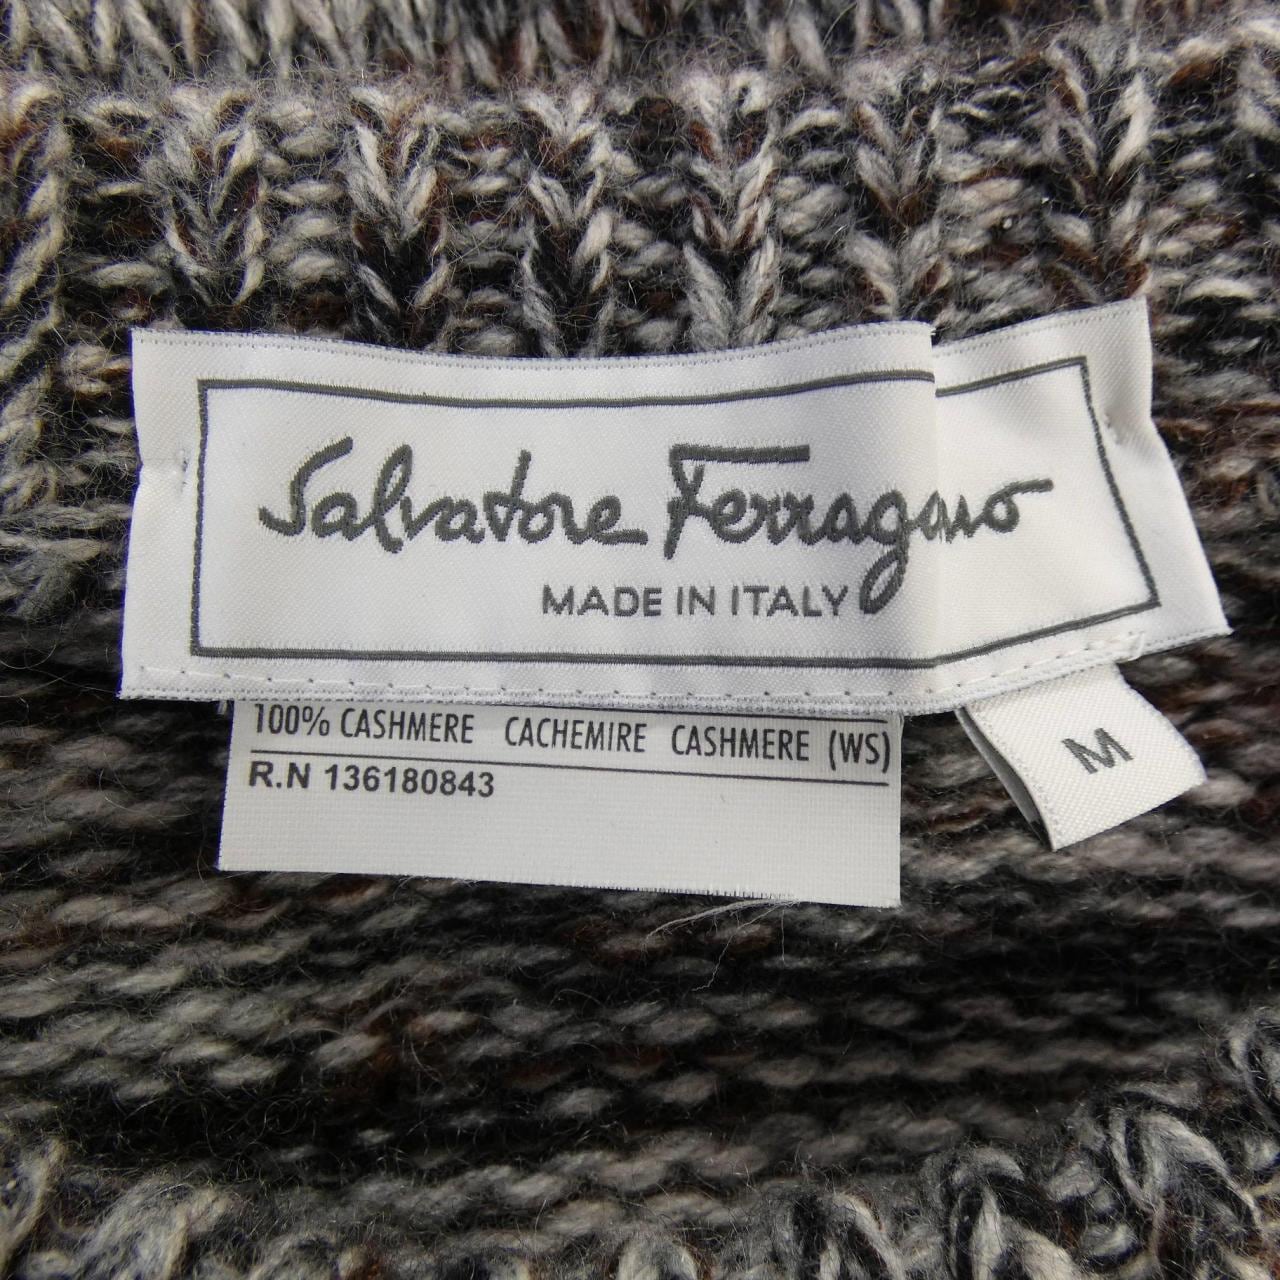 Salvatore Ferragamo
MADE IN ITALY
100% CASHMERE CACHEMIRE CASHMERE (WS)
R.N 136180843
M